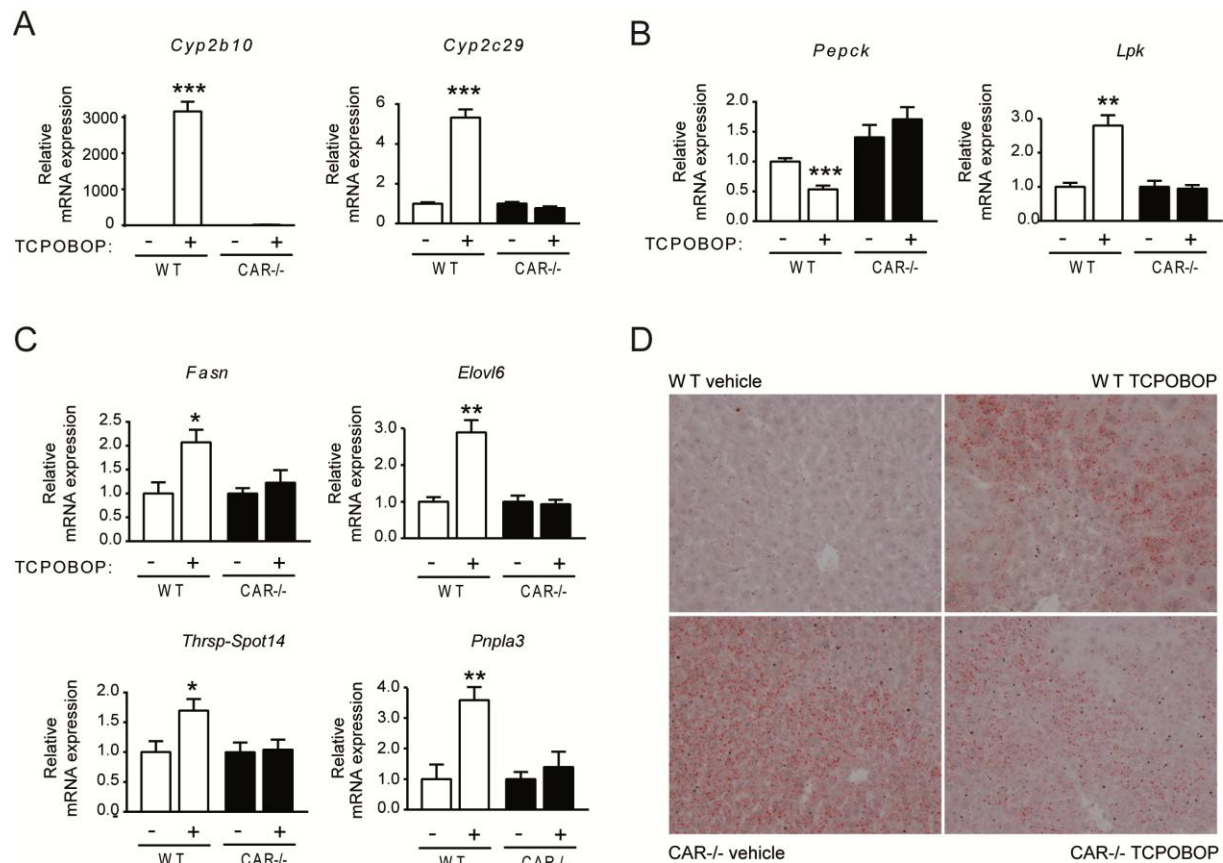 A
Cyp2b10
Relative
mRNA expression
3000
2000
1000
0
***
TCPOBOP:
- + - +
WT CAR-/-
Cyp2c29
Relative
mRNA expression
6
4
2
0
***
- + - +
WT CAR-/-
B
Pepck
Relative
mRNA expression
2.0
1.5
1.0
0.5
0.0
***
TCPOBOP:
- + - +
WT CAR-/-
Lpk
Relative
mRNA expression
3.0
2.0
1.0
0.0
**
- + - +
WT CAR-/-
C
Fasn
Relative
mRNA expression
2.5
2.0
1.5
1.0
0.5
0.0
*
TCPOBOP:
- + - +
WT CAR-/-
Elovl6
Relative
mRNA expression
3.0
2.0
1.0
0.0
**
- + - +
WT CAR-/-
Thrsp-Spot14
Relative
mRNA expression
2.0
1.5
1.0
0.5
0.0
*
- + - +
WT CAR-/-
Pnpla3
Relative
mRNA expression
4.0
3.0
2.0
1.0
0.0
**
- + - +
WT CAR-/
D
WT vehicle WT TCPOBOP
CAR-/- vehicle CAR-/- TCPOBOP